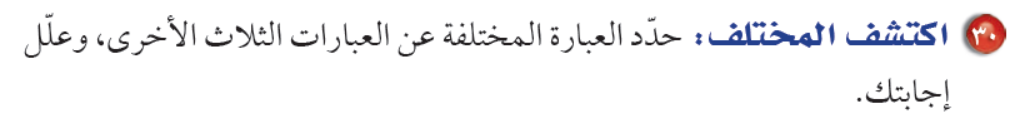 ٣٠ اكتشف المختلف: حدّد العبارة المختلفة عن العبارات الثلاث الأخرى، وعلّل
إجابتك.